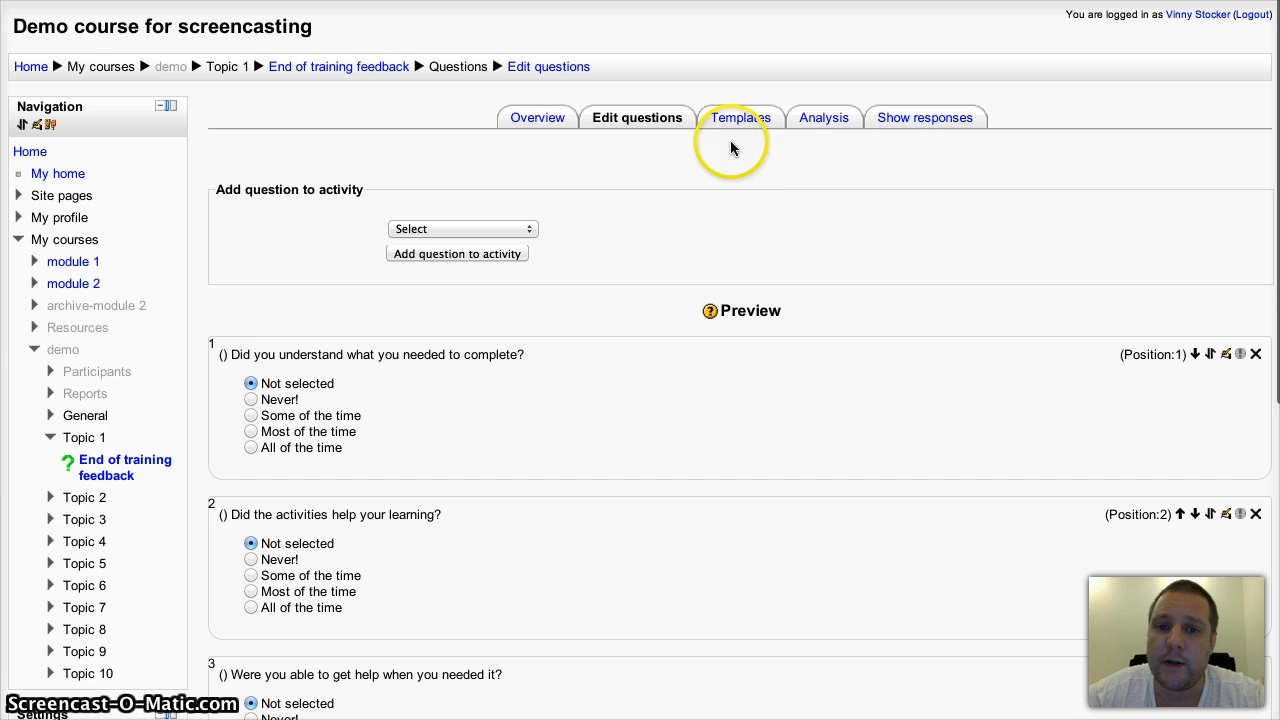 Demo course for screencasting
You are logged in as Vinny Stocker (Logout)
Home ▶ My courses ▶ demo ▶ Topic 1 ▶ End of training feedback ▶ Questions ▶ Edit questions
Navigation
Home
My home
Site pages
My profile
My courses
module 1
module 2
archive-module 2
Resources
demo
Participants
Reports
General
Topic 1
End of training
feedback
Topic 2
Topic 3
Topic 4
Topic 5
Topic 6
Topic 7
Topic 8
Topic 9
Topic 10
Settings
Overview
Edit questions
Templates
Analysis
Show responses
Add question to activity
Select
Add question to activity
Preview
1
() Did you understand what you needed to complete?
(Position:1)
Not selected
Never!
Some of the time
Most of the time
All of the time
2
() Did the activities help your learning?
(Position:2)
Not selected
Never!
Some of the time
Most of the time
All of the time
3
() Were you able to get help when you needed it?
Not selected
Never!
Screencast-O-Matic.com